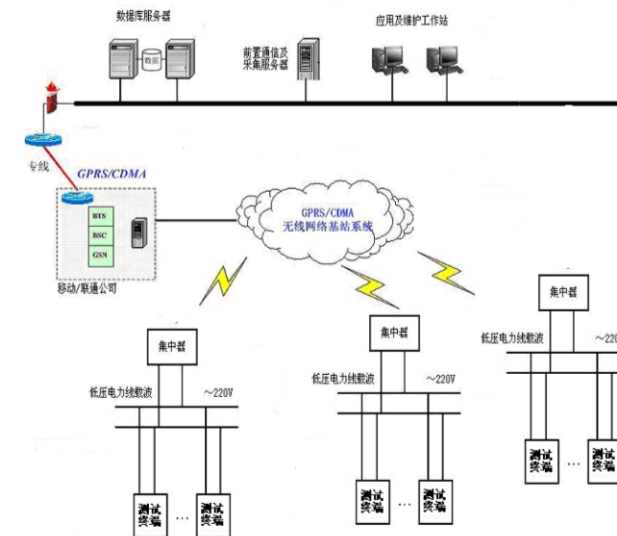 数据库服务器
数据
前置通信及
采集服务器
应用及维护工作站
专线
GPRS/CDMA
BTS
BSC
GSN
移动/联通公司
GPRS/CDMA
无线网络基站系统
集中器
低压电力线载波 ～220V
测试终端 … 测试终端
集中器
低压电力线载波 ～220V
测试终端 … 测试终端
集中器
低压电力线载波 ～220
测试终端 … 测试终端